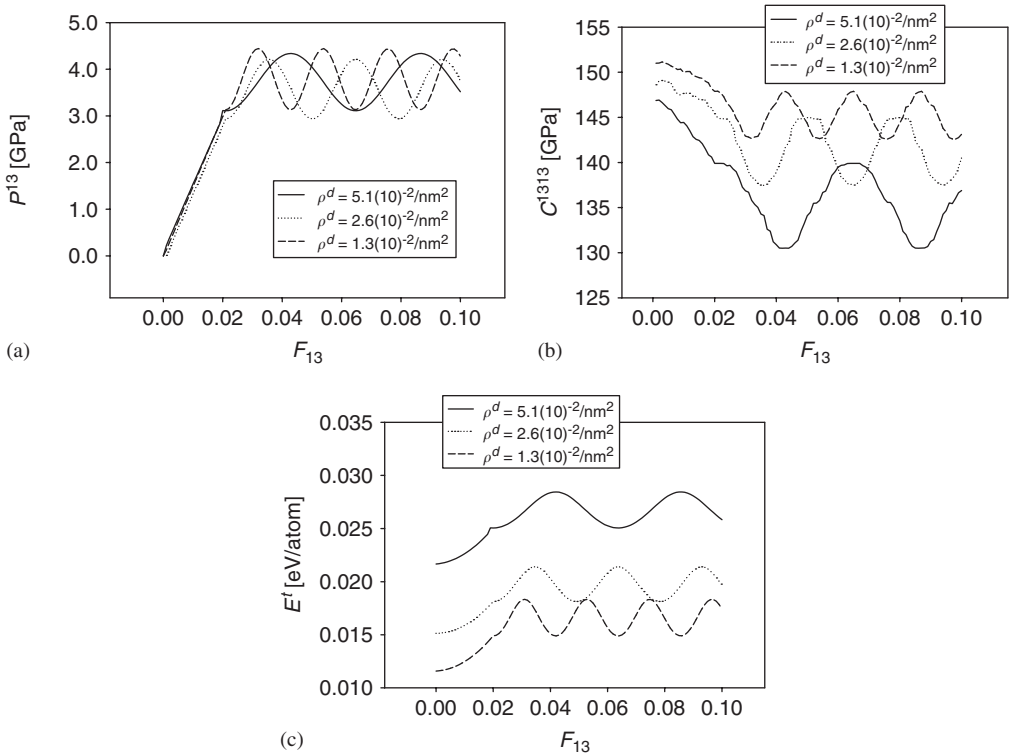 5.0
4.0
3.0
2.0
1.0
0.0
P¹³ [GPa]
ρᵈ = 5.1(10)⁻²/nm²
ρᵈ = 2.6(10)⁻²/nm²
ρᵈ = 1.3(10)⁻²/nm²
0.00 0.02 0.04 0.06 0.08 0.10
F₁₃
(a)
ρᵈ = 5.1(10)⁻²/nm²
ρᵈ = 2.6(10)⁻²/nm²
ρᵈ = 1.3(10)⁻²/nm²
155
150
145
140
135
130
125
C¹³¹³ [GPa]
0.00 0.02 0.04 0.06 0.08 0.10
F₁₃
(b)
ρᵈ = 5.1(10)⁻²/nm²
ρᵈ = 2.6(10)⁻²/nm²
ρᵈ = 1.3(10)⁻²/nm²
0.035
0.030
0.025
0.020
0.015
0.010
Eᵗ [eV/atom]
0.00 0.02 0.04 0.06 0.08 0.10
F₁₃
(c)